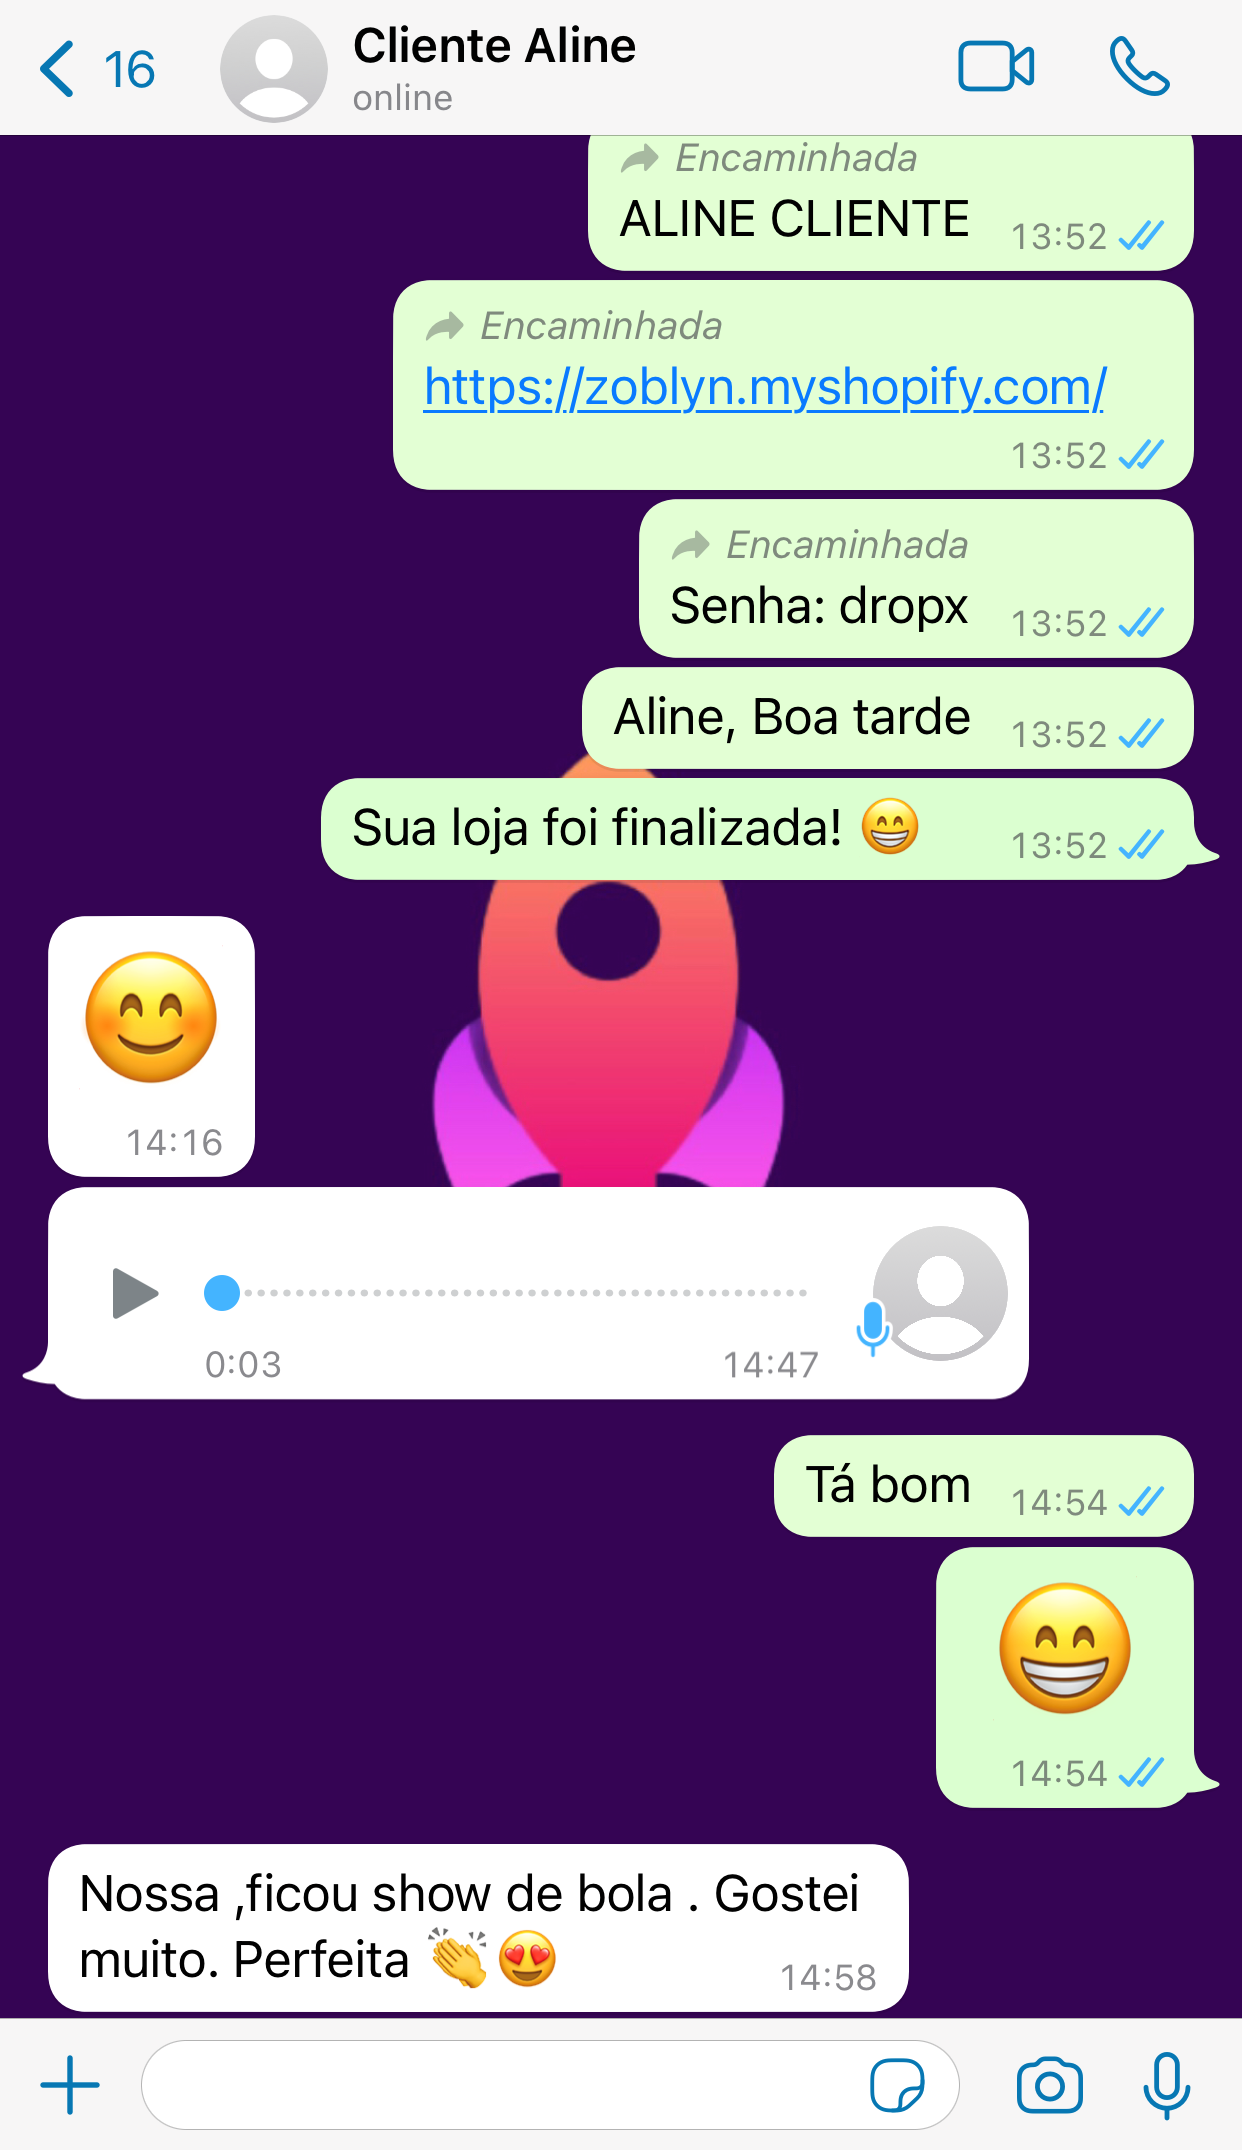 16
Cliente Aline
online
Encaminhada
ALINE CLIENTE 13:52
Encaminhada
https://zoblyn.myshopify.com/
13:52
Encaminhada
Senha: dropx 13:52
Aline, Boa tarde 13:52
Sua loja foi finalizada! 😁 13:52
😊
14:16
0:03 14:47
Tá bom 14:54
😁
14:54
Nossa ,ficou show de bola . Gostei
muito. Perfeita 👏😍 14:58